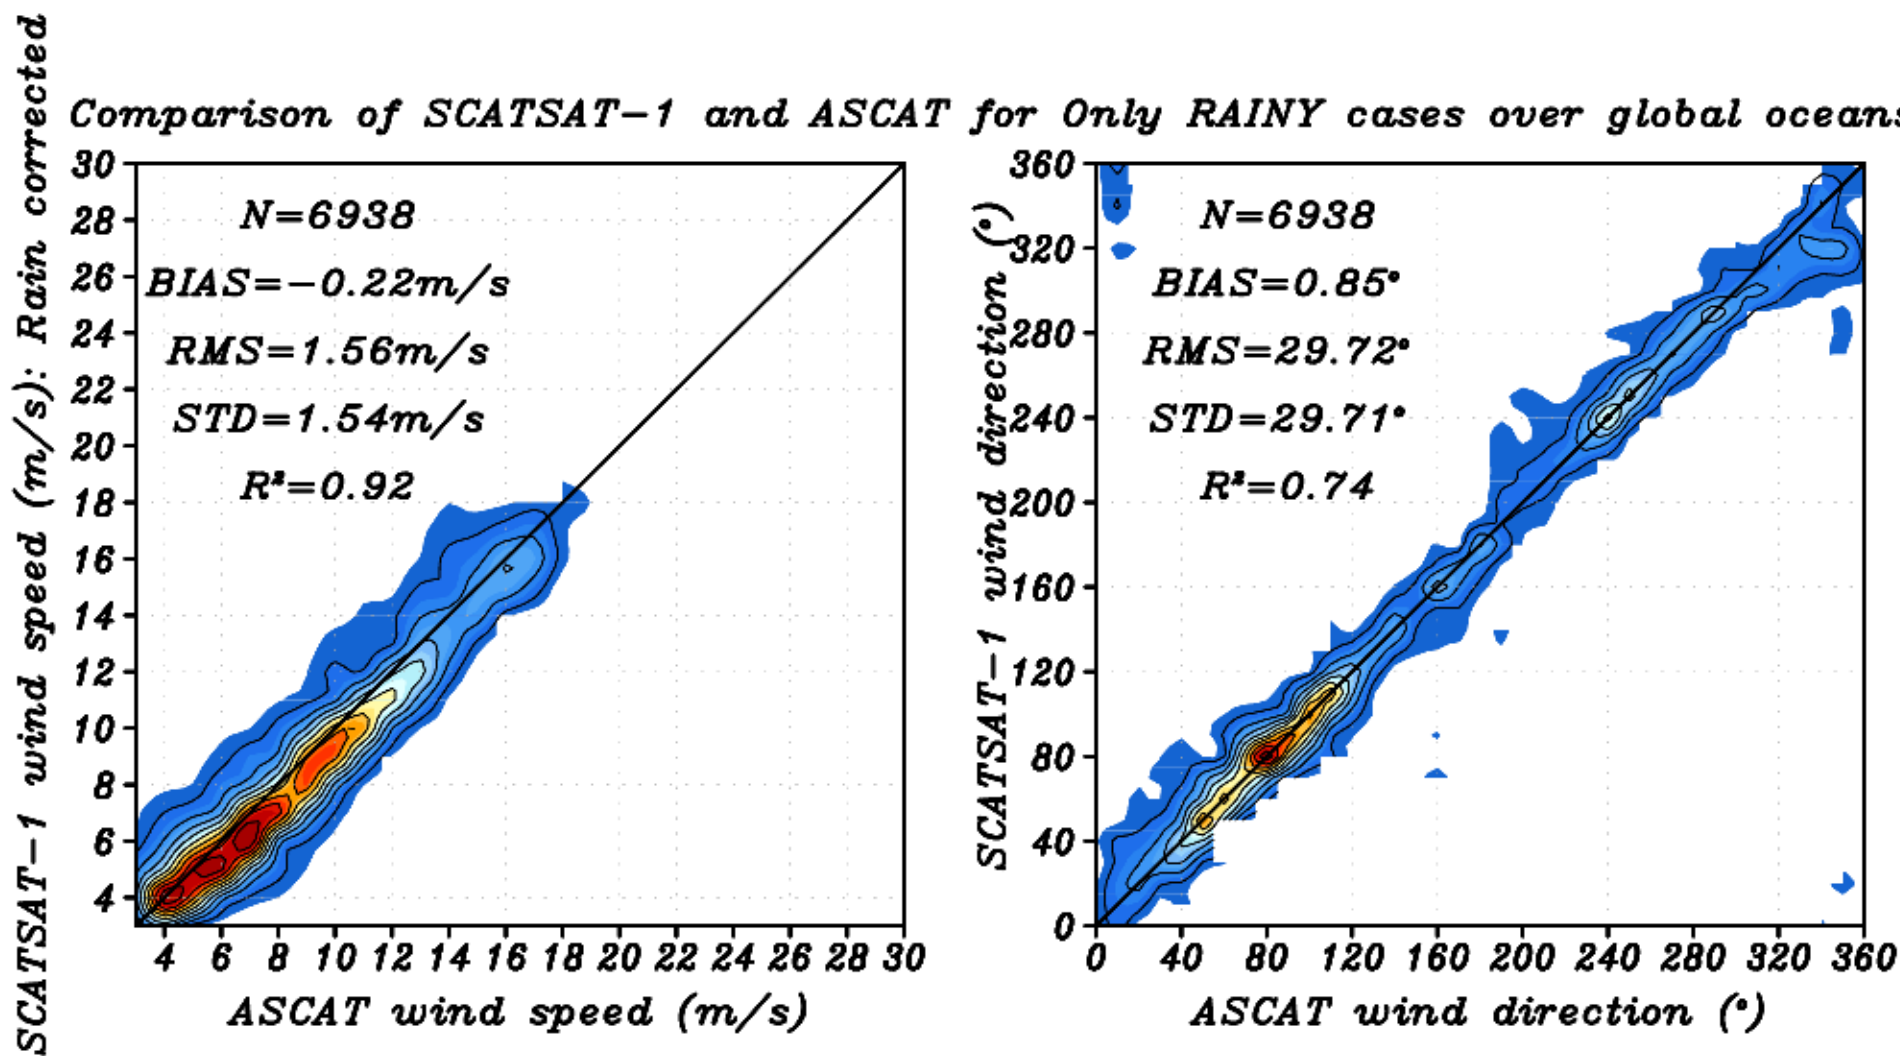 Comparison of SCATSAT-1 and ASCAT for Only RAINY cases over global oceans
SCATSAT-1 wind speed (m/s): Rain corrected
30
28
26
24
22
20
18
16
14
12
10
8
6
4
N=6938
BIAS=-0.22m/s
RMS=1.56m/s
STD=1.54m/s
R²=0.92
4 6 8 10 12 14 16 18 20 22 24 26 28 30
ASCAT wind speed (m/s)
SCATSAT-1 wind direction (°)
360
320
280
240
200
160
120
80
40
0
N=6938
BIAS=0.85°
RMS=29.72°
STD=29.71°
R²=0.74
0 40 80 120 160 200 240 280 320 360
ASCAT wind direction (°)